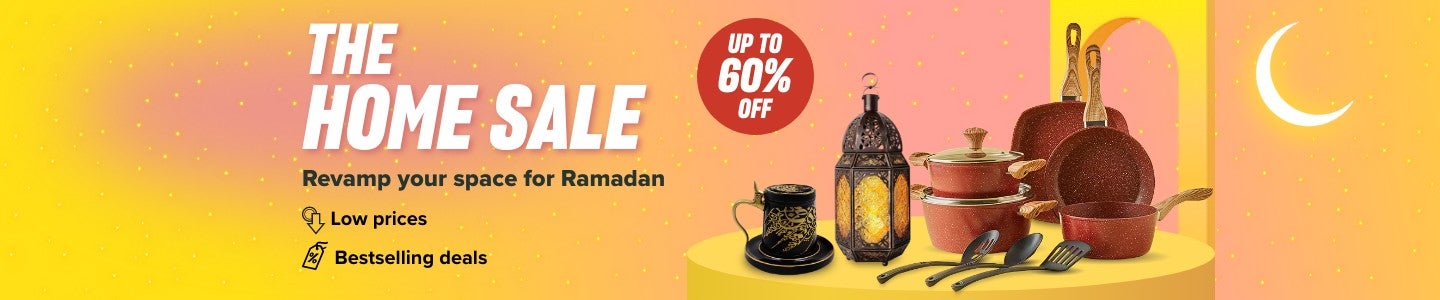 THE
HOME SALE
Revamp your space for Ramadan
Low prices
%
Bestselling deals
UP TO
60%
OFF